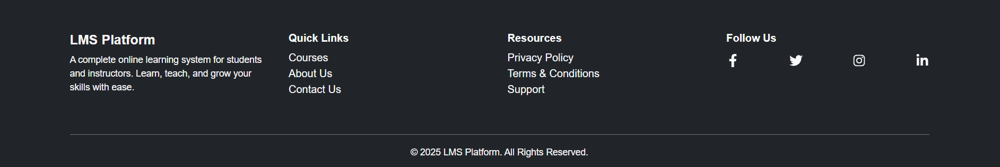 LMS Platform
A complete online learning system for students
and instructors. Learn, teach, and grow your
skills with ease.
Quick Links
Courses
About Us
Contact Us
Resources
Privacy Policy
Terms & Conditions
Support
Follow Us
© 2025 LMS Platform. All Rights Reserved.